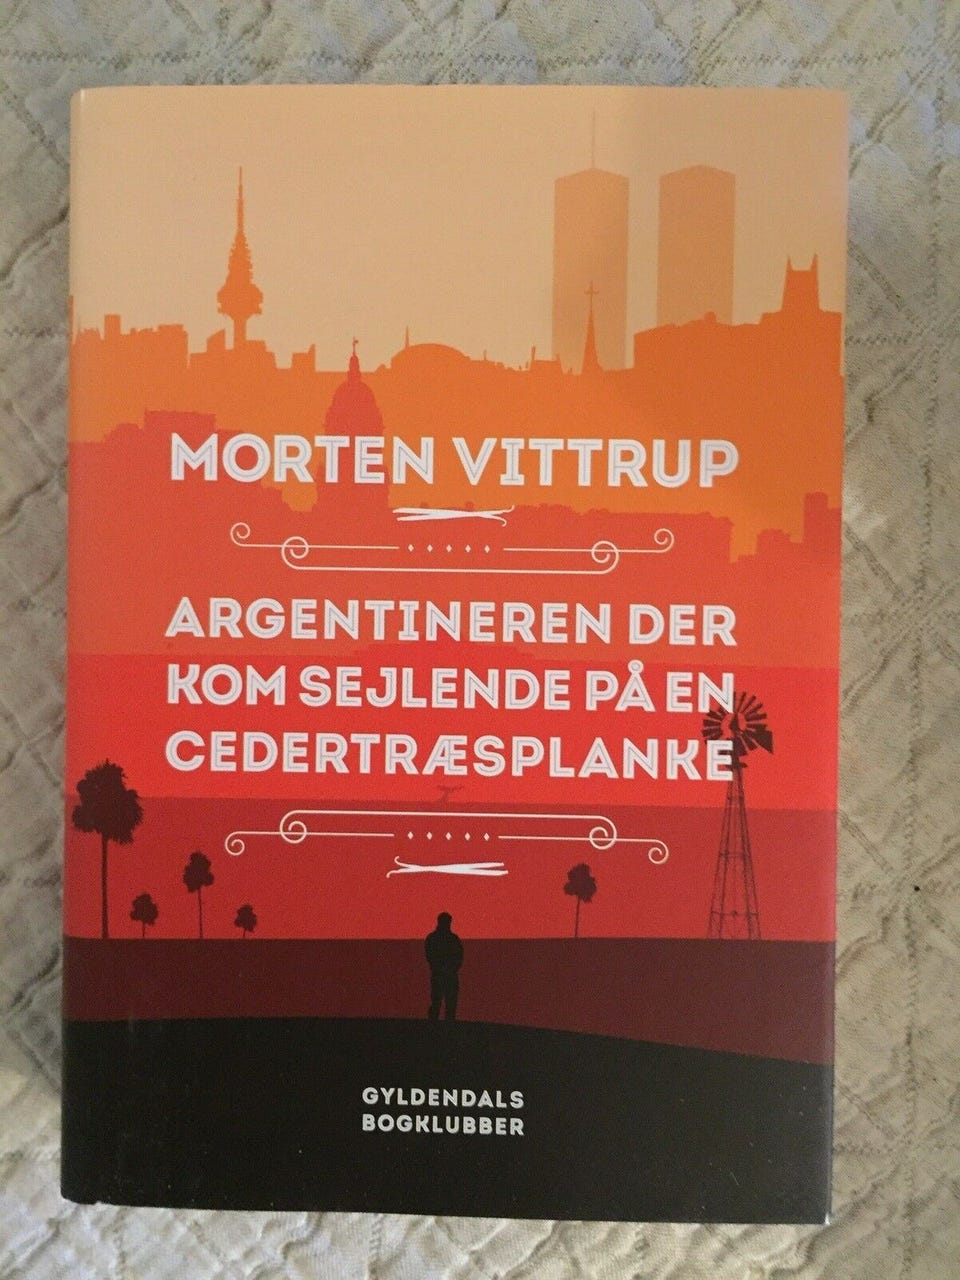 MORTEN VITTRUP
ARGENTINEREN DER
KOM SEJLENDE PÅ EN
CEDERTRÆSPLANKE
GYLDENDALS
BOGKLUBBER